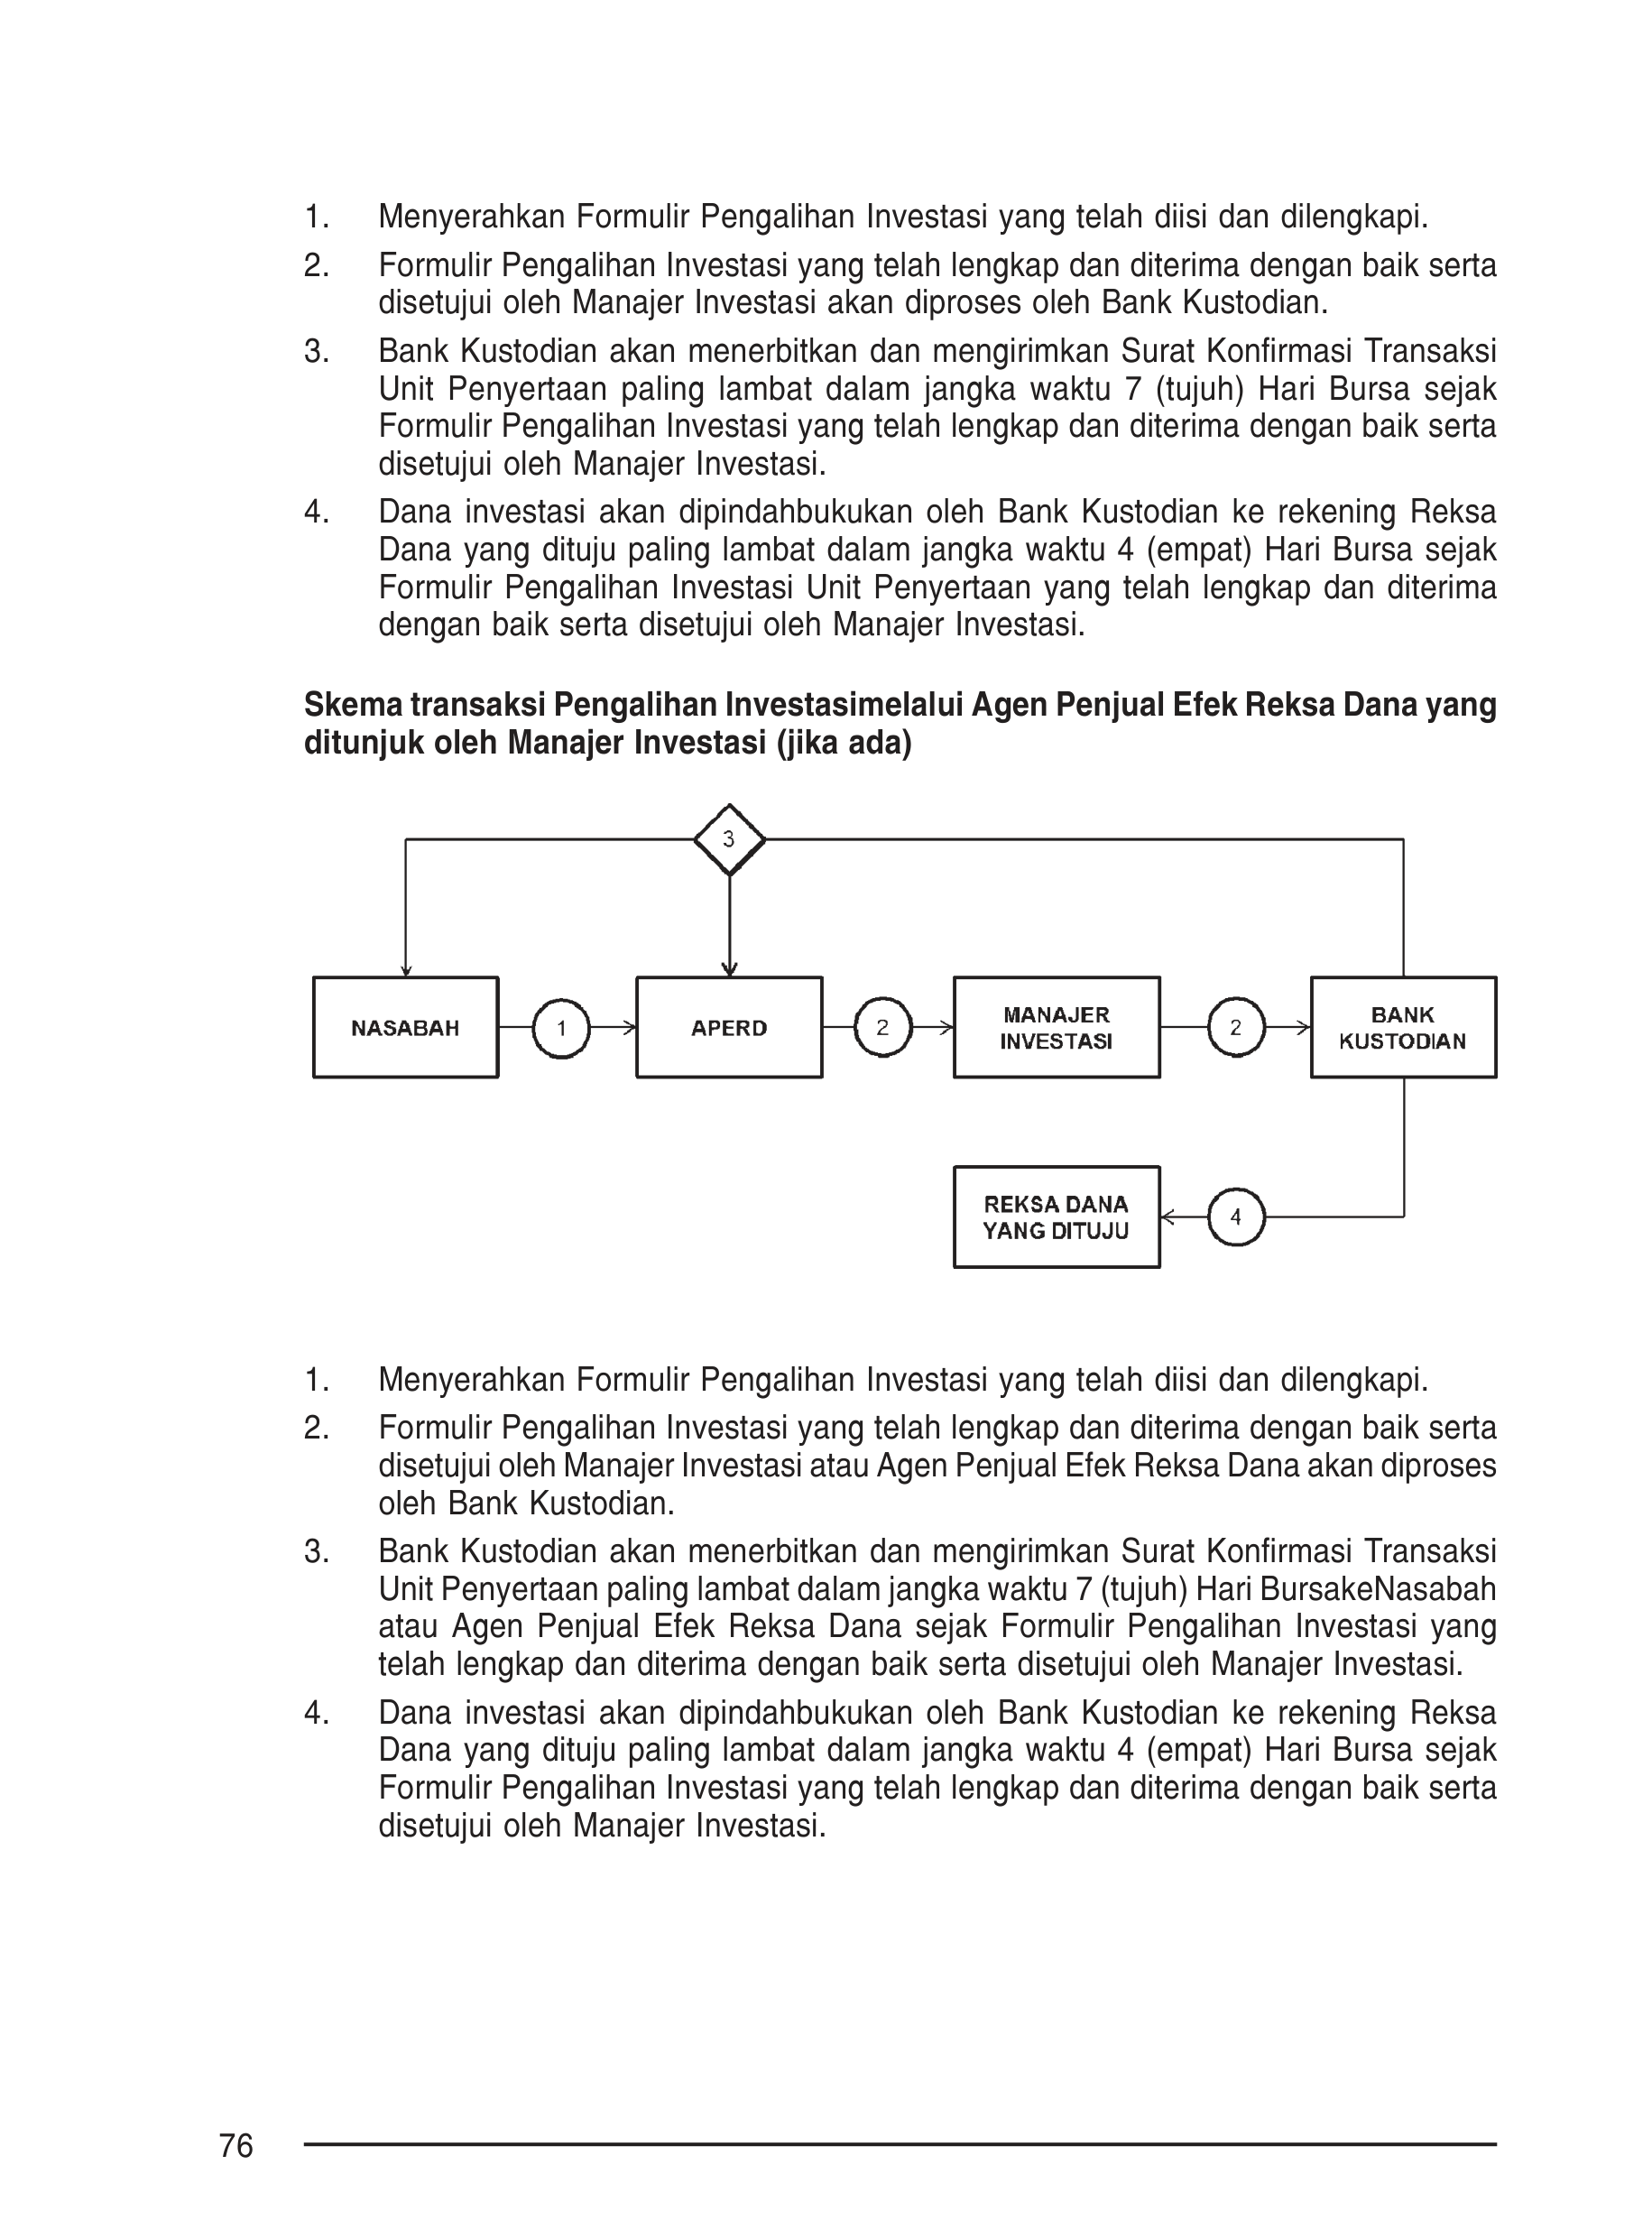 1. Menyerahkan Formulir Pengalihan Investasi yang telah diisi dan dilengkapi.
2. Formulir Pengalihan Investasi yang telah lengkap dan diterima dengan baik serta
disetujui oleh Manajer Investasi akan diproses oleh Bank Kustodian.
3. Bank Kustodian akan menerbitkan dan mengirimkan Surat Konfirmasi Transaksi
Unit Penyertaan paling lambat dalam jangka waktu 7 (tujuh) Hari Bursa sejak
Formulir Pengalihan Investasi yang telah lengkap dan diterima dengan baik serta
disetujui oleh Manajer Investasi.
4. Dana investasi akan dipindahbukukan oleh Bank Kustodian ke rekening Reksa
Dana yang dituju paling lambat dalam jangka waktu 4 (empat) Hari Bursa sejak
Formulir Pengalihan Investasi Unit Penyertaan yang telah lengkap dan diterima
dengan baik serta disetujui oleh Manajer Investasi.
Skema transaksi Pengalihan Investasimelalui Agen Penjual Efek Reksa Dana yang
ditunjuk oleh Manajer Investasi (jika ada)
3
NASABAH
1
APERD
2
MANAJER
INVESTASI
2
BANK
KUSTODIAN
REKSA DANA
YANG DITUJU
4
1. Menyerahkan Formulir Pengalihan Investasi yang telah diisi dan dilengkapi.
2. Formulir Pengalihan Investasi yang telah lengkap dan diterima dengan baik serta
disetujui oleh Manajer Investasi atau Agen Penjual Efek Reksa Dana akan diproses
oleh Bank Kustodian.
3. Bank Kustodian akan menerbitkan dan mengirimkan Surat Konfirmasi Transaksi
Unit Penyertaan paling lambat dalam jangka waktu 7 (tujuh) Hari BursakeNasabah
atau Agen Penjual Efek Reksa Dana sejak Formulir Pengalihan Investasi yang
telah lengkap dan diterima dengan baik serta disetujui oleh Manajer Investasi.
4. Dana investasi akan dipindahbukukan oleh Bank Kustodian ke rekening Reksa
Dana yang dituju paling lambat dalam jangka waktu 4 (empat) Hari Bursa sejak
Formulir Pengalihan Investasi yang telah lengkap dan diterima dengan baik serta
disetujui oleh Manajer Investasi.
76